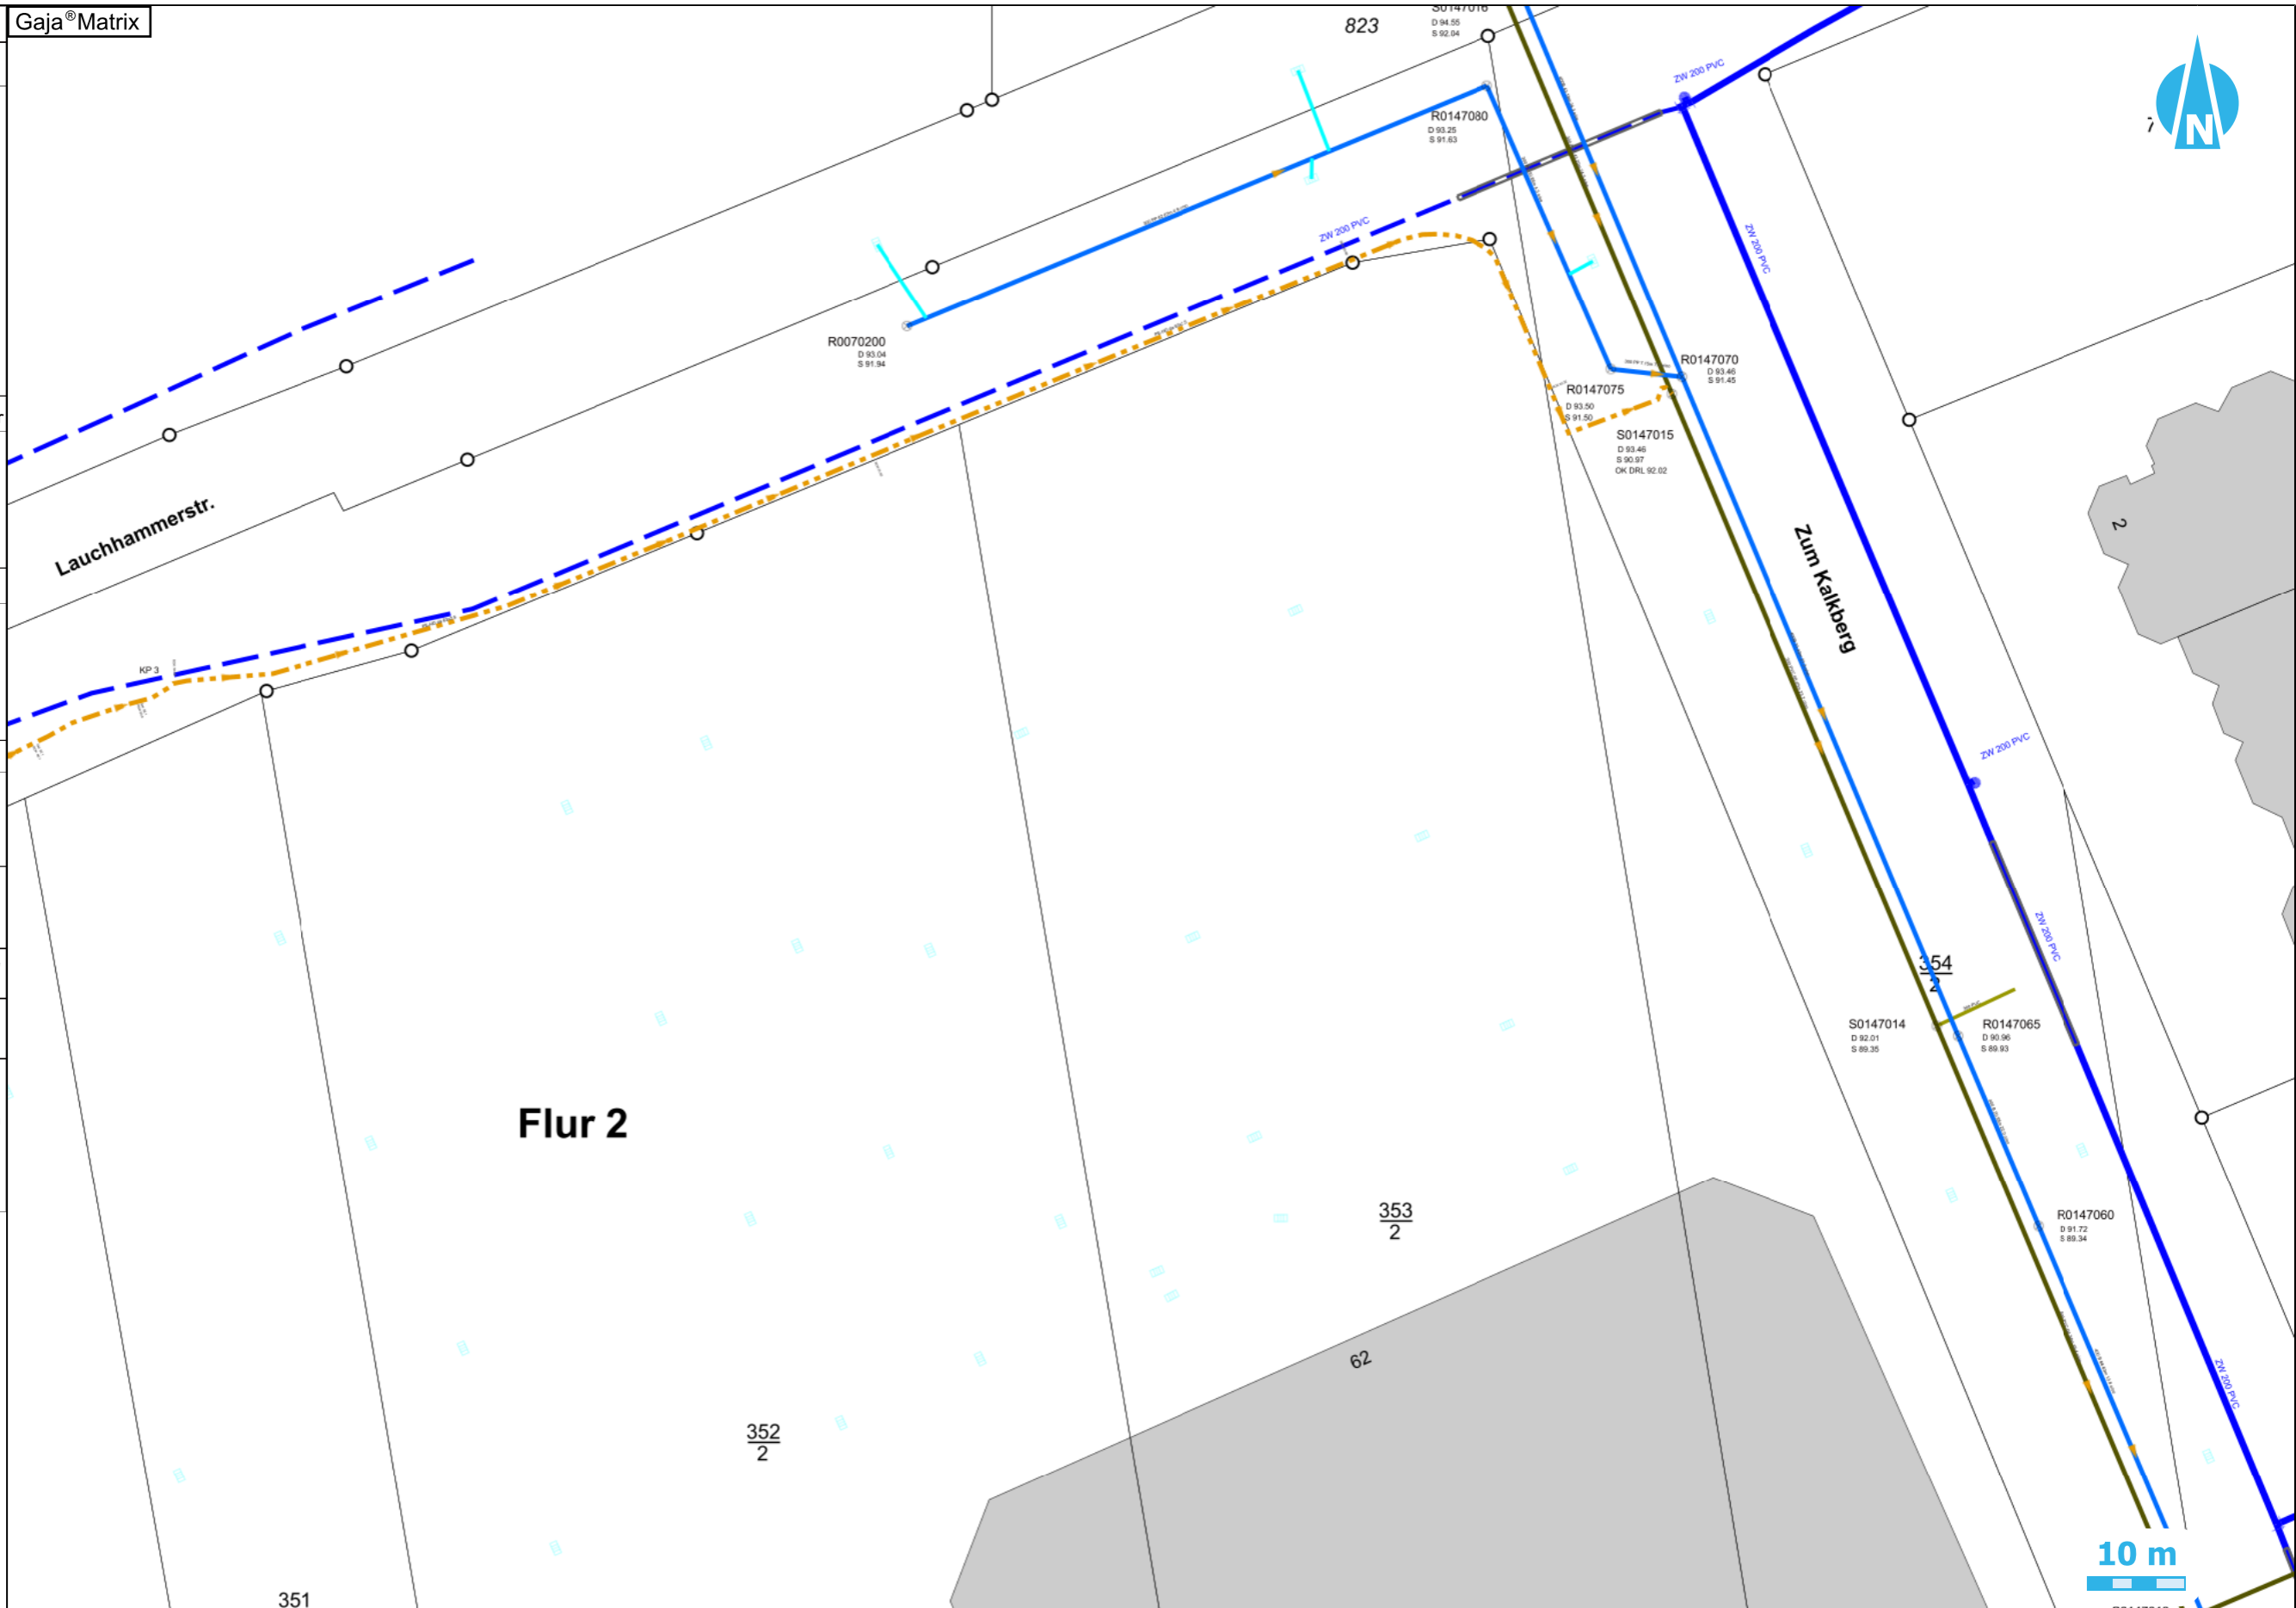 Gaja®Matrix
823
S0147016
D 94.55
S 92.04
ZW 200 PVC
N
R0147080
D 93.25
S 91.63
ZW 200 PVC
ZW 200 PVC
R0070200
D 93.04
S 91.94
R0147070
D 93.46
S 91.45
R0147075
D 93.50
S 91.50
S0147015
D 93.46
S 90.97
OK DRL 92.02
Lauchhammerstr.
Zum Kalkberg
2
KP 3
ZW 200 PVC
ZW 200 PVC
354
2
S0147014
D 92.01
S 89.35
R0147065
D 90.96
S 89.93
Flur 2
353
2
R0147060
D 91.72
S 89.34
62
ZW 200 PVC
352
2
10 m
351